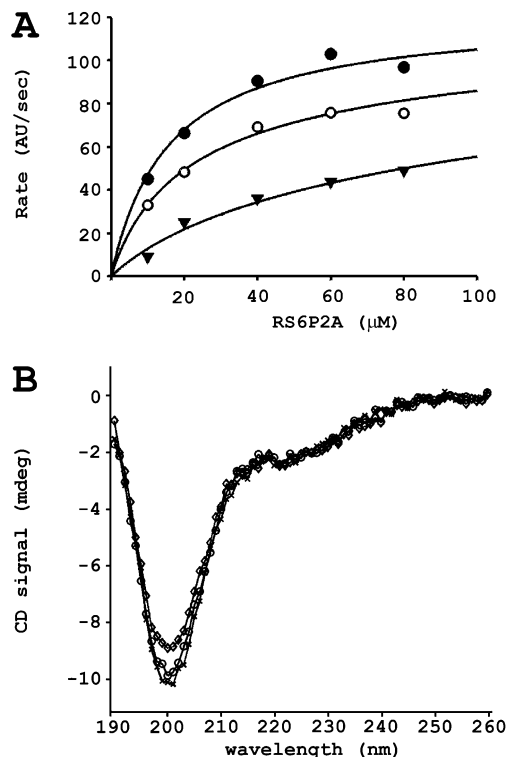 A
Rate (AU/sec)
120
100
80
60
40
20
0
20 40 60 80 100
RS6P2A (µM)
B
CD signal (mdeg)
0
-2
-4
-6
-8
-10
190 200 210 220 230 240 250 260
wavelength (nm)